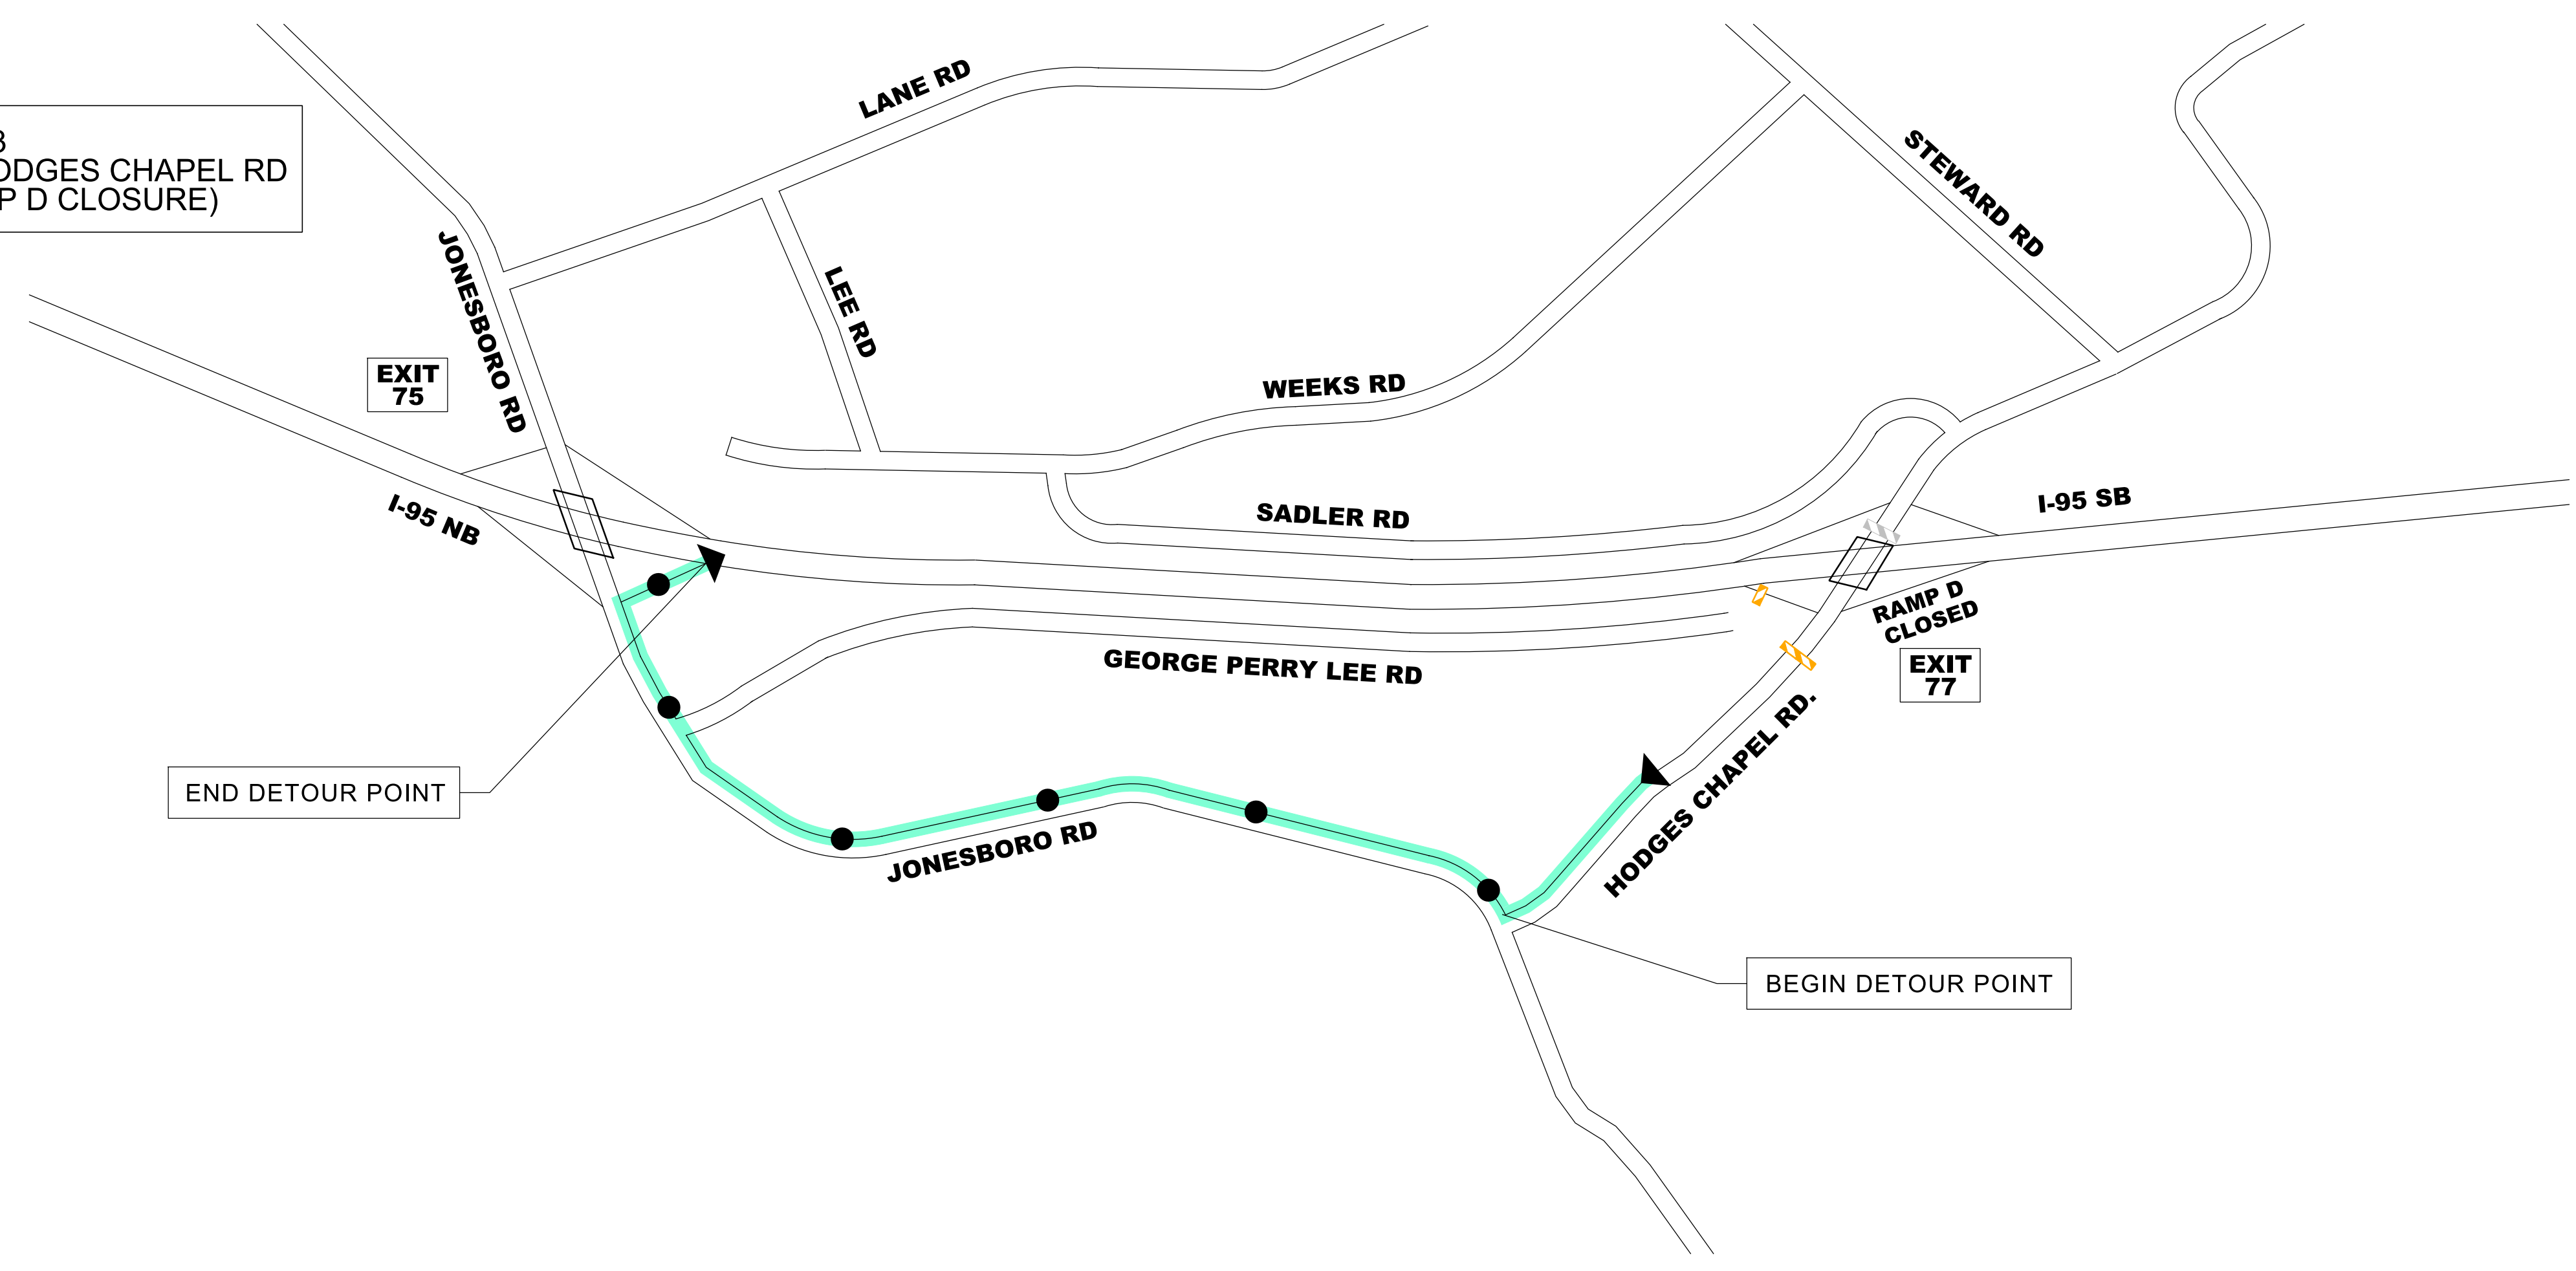 LANE RD
STEWARD RD
ODGES CHAPEL RD
P D CLOSURE)
JONESBORO RD
LEE RD
EXIT
75
WEEKS RD
I-95 NB
SADLER RD
I-95 SB
RAMP D
CLOSED
GEORGE PERRY LEE RD
EXIT
77
HODGES CHAPEL RD.
END DETOUR POINT
JONESBORO RD
BEGIN DETOUR POINT